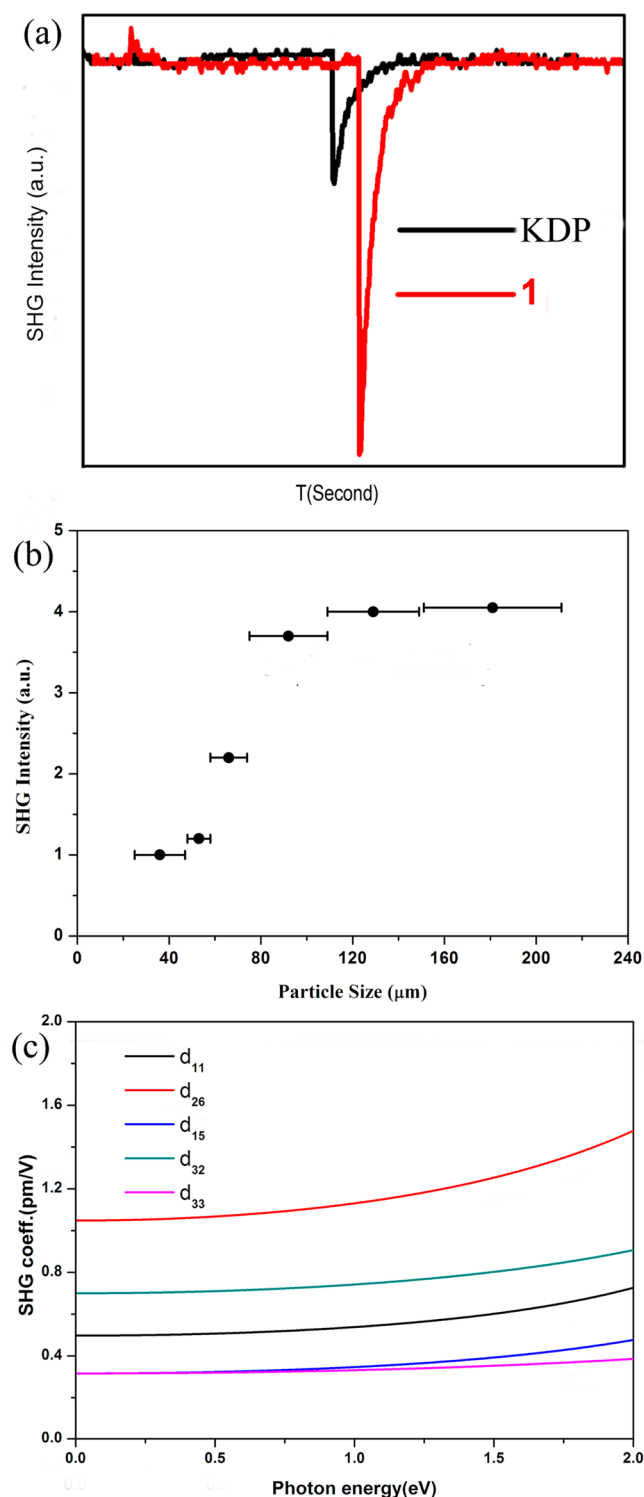 (a)
SHG Intensity (a.u.)
KDP
1
T(Second)
(b)
5
4
3
2
1
0
SHG Intensity (a.u.)
0 40 80 120 160 200 240
Particle Size (μm)
(c)
2.0
1.6
1.2
0.8
0.4
0.0
SHG coeff.(pm/V)
d11
d26
d15
d32
d33
0.0 0.5 1.0 1.5 2.0
Photon energy(eV)